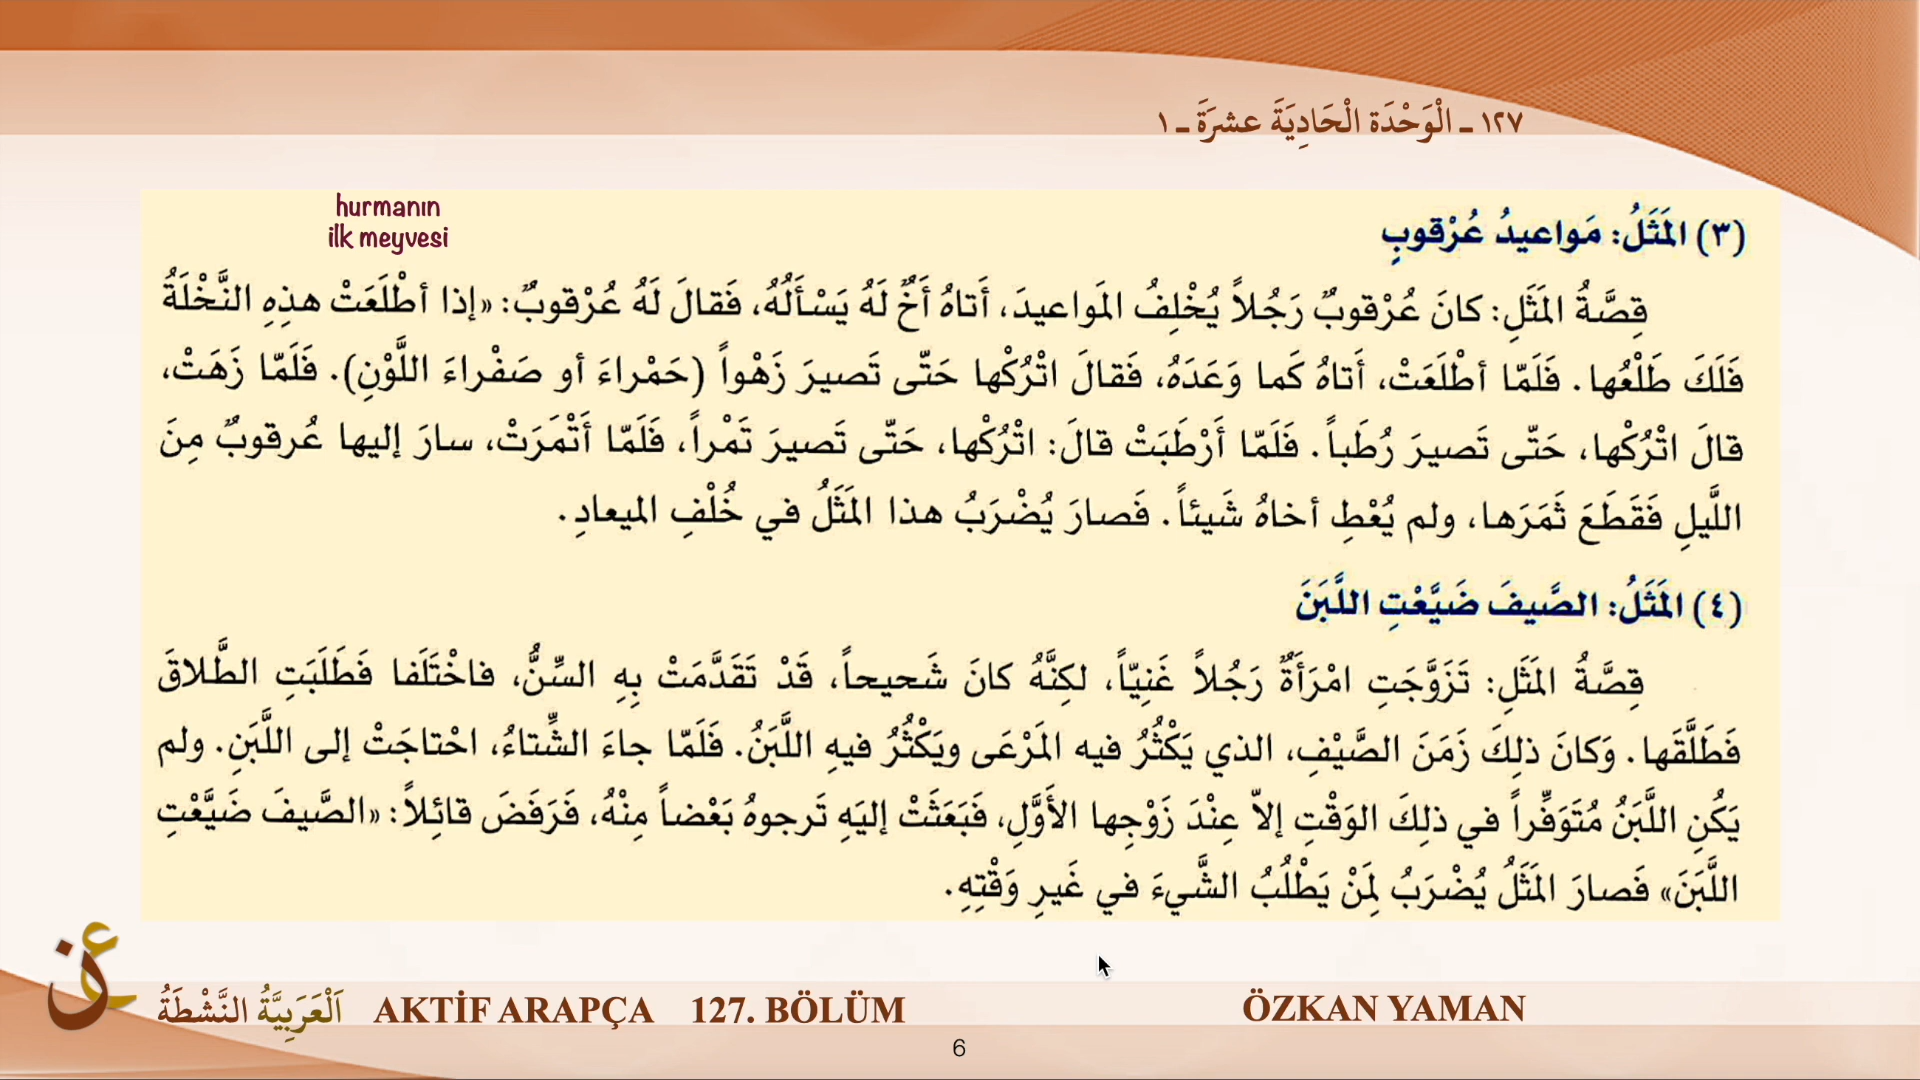 ١٢٧ ـ الْوَحْدَة الْحَادِيَةَ عشرَةَ ـ ١
hurmanın
ilk meyvesi
(٣) المَثَلُ: مَواعيدُ عُرْقوبٍ
قِصَّةُ المَثَلِ: كانَ عُرْقوبٌ رَجُلاً يُخْلِفُ المَواعيدَ، أَتاهُ أَخٌ لَهُ يَسْأَلُهُ، فَقالَ لَهُ عُرْقوبٌ: «إذا أطْلَعَتْ هذِهِ النَّخْلَةُ
فَلَكَ طَلْعُها. فَلَمّا أطْلَعَتْ، أَتاهُ كَما وَعَدَهُ، فَقالَ اتْرُكْها حَتّى تَصيرَ زَهْواً (حَمْراءَ أو صَفْراءَ اللَّوْنِ). فَلَمّا زَهَتْ،
قالَ اتْرُكْها، حَتّى تَصيرَ رُطَباً. فَلَمّا أَرْطَبَتْ قالَ: اتْرُكْها، حَتّى تَصيرَ تَمْراً، فَلَمّا أَتْمَرَتْ، سارَ إليها عُرقوبٌ مِنَ
اللَّيلِ فَقَطَعَ ثَمَرَها، ولم يُعْطِ أخاهُ شَيئاً. فَصارَ يُضْرَبُ هذا المَثَلُ في خُلْفِ الميعادِ.
(٤) المَثَلُ: الصَّيفَ ضَيَّعْتِ اللَّبَنَ
قِصَّةُ المَثَلِ: تَزَوَّجَتِ امْرَأَةٌ رَجُلاً غَنِيّاً، لكِنَّهُ كانَ شَحيحاً، قَدْ تَقَدَّمَتْ بِهِ السِّنُّ، فاخْتَلَفا فَطَلَبَتِ الطَّلاقَ
فَطَلَّقَها. وَكانَ ذلِكَ زَمَنَ الصَّيْفِ، الذي يَكْثُرُ فيه المَرْعَى ويَكْثُرُ فيهِ اللَّبَنُ. فَلَمّا جاءَ الشِّتاءُ، احْتاجَتْ إلى اللَّبَنِ. ولم
يَكُنِ اللَّبَنُ مُتَوَفِّراً في ذلِكَ الوَقْتِ إلاّ عِنْدَ زَوْجِها الأَوَّلِ، فَبَعَثَتْ إليَهِ تَرجوهُ بَعْضاً مِنْهُ، فَرَفَضَ قائِلاً: «الصَّيفَ ضَيَّعْتِ
اللَّبَنَ» فَصارَ المَثَلُ يُضْرَبُ لِمَنْ يَطْلُبُ الشَّيءَ في غَيرِ وَقْتِهِ.
اَلْعَرَبِيَّةُ النَّشْطَةُ AKTİF ARAPÇA 127. BÖLÜM ÖZKAN YAMAN
6